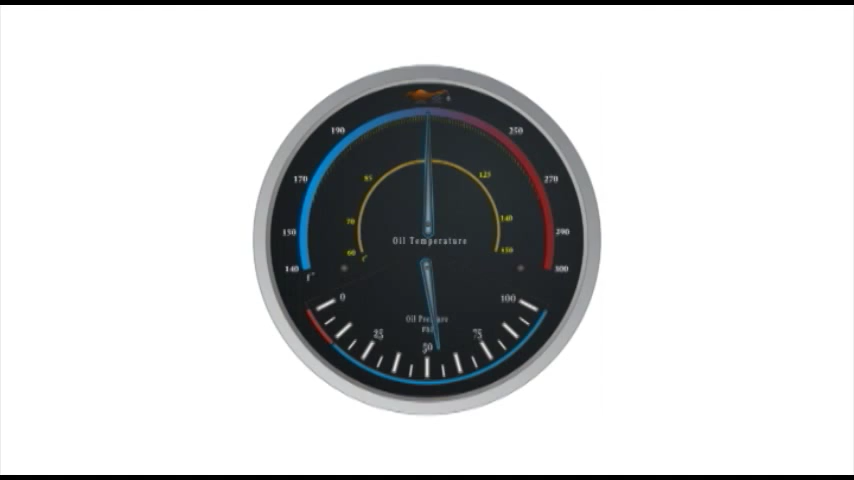 190 250
85 125
170 270
70 140
150 290
Oil Temperature
60 F° 150
140 F° 300
0 100
Oil Pressure
25 75
PSI
50